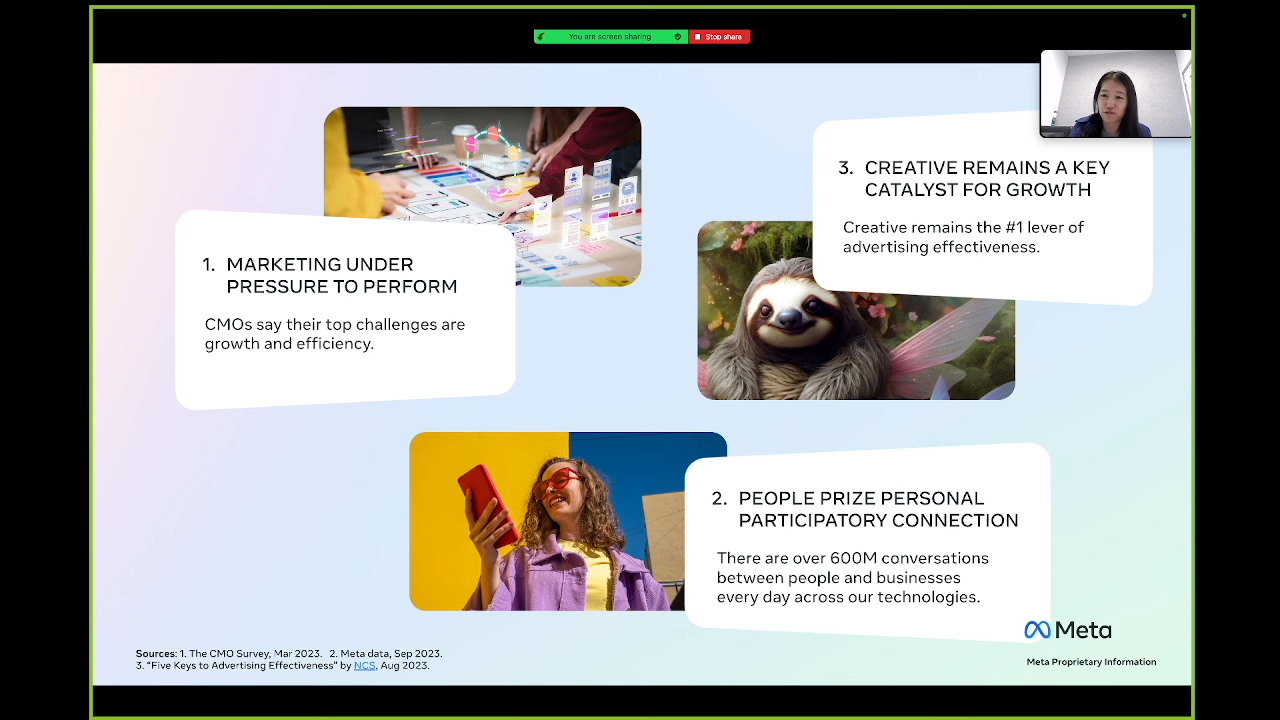 You are screen sharing
Stop share
1. MARKETING UNDER
PRESSURE TO PERFORM
CMOs say their top challenges are
growth and efficiency.
3. CREATIVE REMAINS A KEY
CATALYST FOR GROWTH
Creative remains the #1 lever of
advertising effectiveness.
2. PEOPLE PRIZE PERSONAL
PARTICIPATORY CONNECTION
There are over 600M conversations
between people and businesses
every day across our technologies.
Meta
Meta Proprietary Information
Sources: 1. The CMO Survey, Mar 2023. 2. Meta data, Sep 2023.
3. “Five Keys to Advertising Effectiveness” by NCS, Aug 2023.